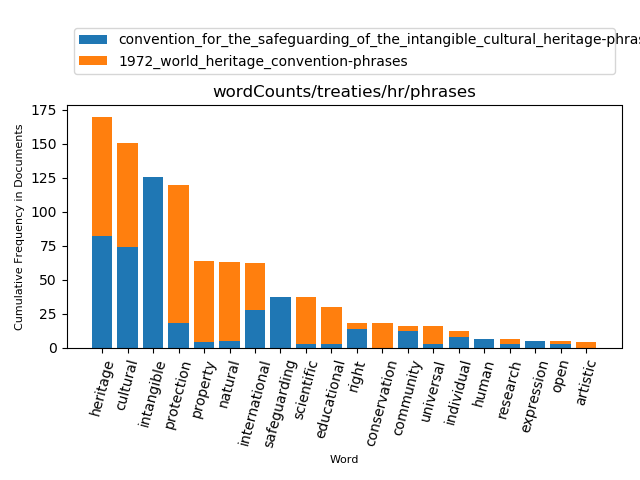 convention_for_the_safeguarding_of_the_intangible_cultural_heritage-phras
1972_world_heritage_convention-phrases
wordCounts/treaties/hr/phrases
Cumulative Frequency in Documents
175
150
125
100
75
50
25
0
heritage
cultural
intangible
protection
property
natural
international
safeguarding
scientific
educational
right
conservation
community
universal
individual
human
research
expression
open
artistic
Word